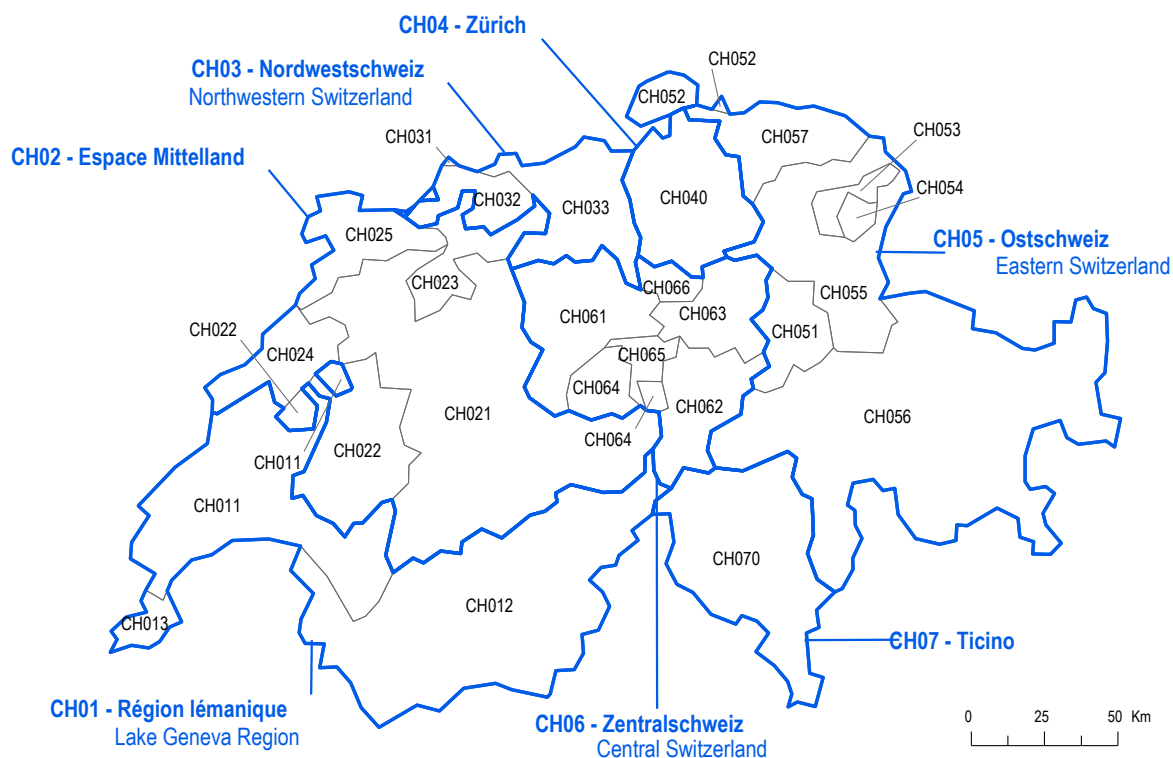 CH04 - Zürich
CH03 - Nordwestschweiz
Northwestern Switzerland
CH02 - Espace Mittelland
CH052
CH052
CH057
CH053
CH031
CH054
CH032
CH033
CH040
CH025
CH05 - Ostschweiz
Eastern Switzerland
CH023
CH066
CH055
CH063
CH061
CH022
CH051
CH024
CH065
CH064
CH062
CH021
CH056
CH064
CH011
CH022
CH011
CH070
CH012
CH013
CH07 - Ticino
CH01 - Région lémanique
Lake Geneva Region
CH06 - Zentralschweiz
Central Switzerland
0 25 50 Km